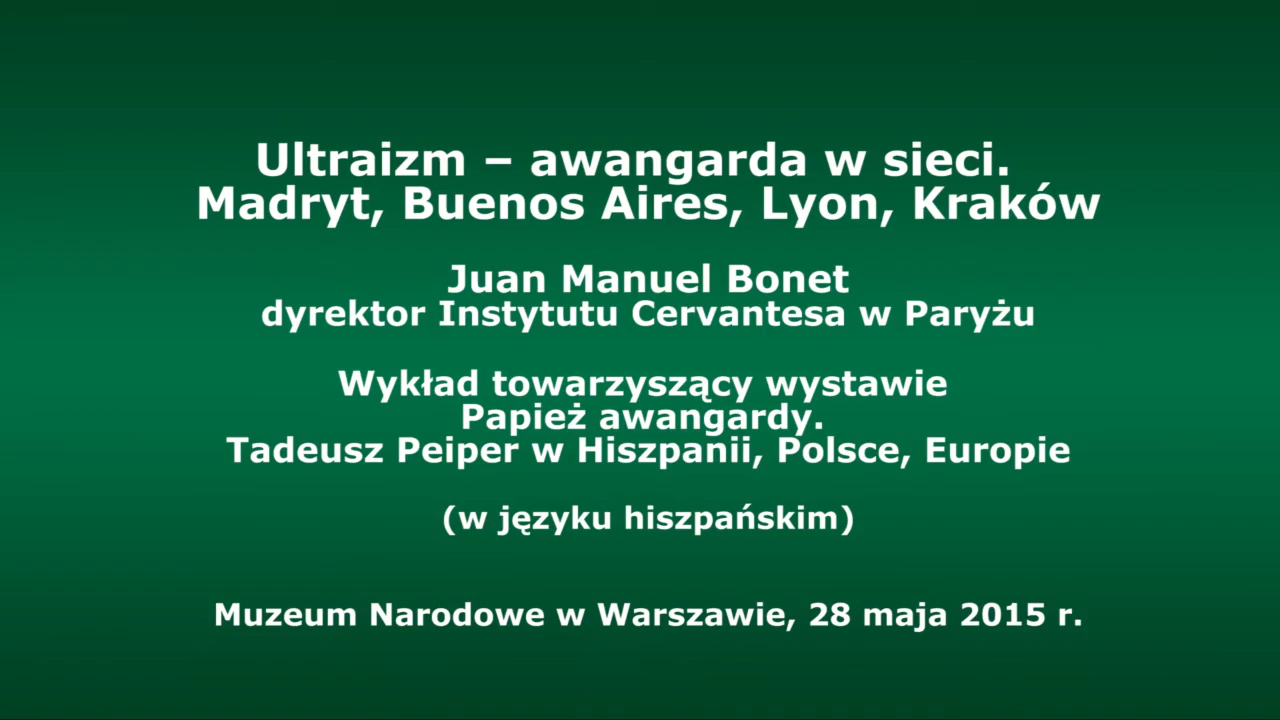 Ultraizm – awangarda w sieci.
Madryt, Buenos Aires, Lyon, Kraków
Juan Manuel Bonet
dyrektor Instytutu Cervantesa w Paryżu
Wykład towarzyszący wystawie
Papież awangardy.
Tadeusz Peiper w Hiszpanii, Polsce, Europie
(w języku hiszpańskim)
Muzeum Narodowe w Warszawie, 28 maja 2015 r.